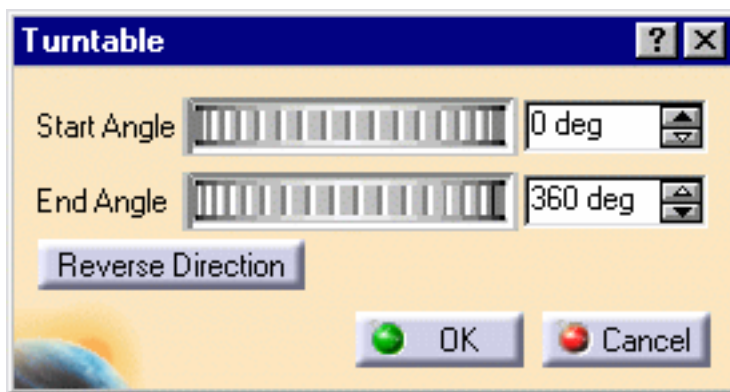 Turntable ? X
Start Angle 0 deg
End Angle 360 deg
Reverse Direction
OK Cancel